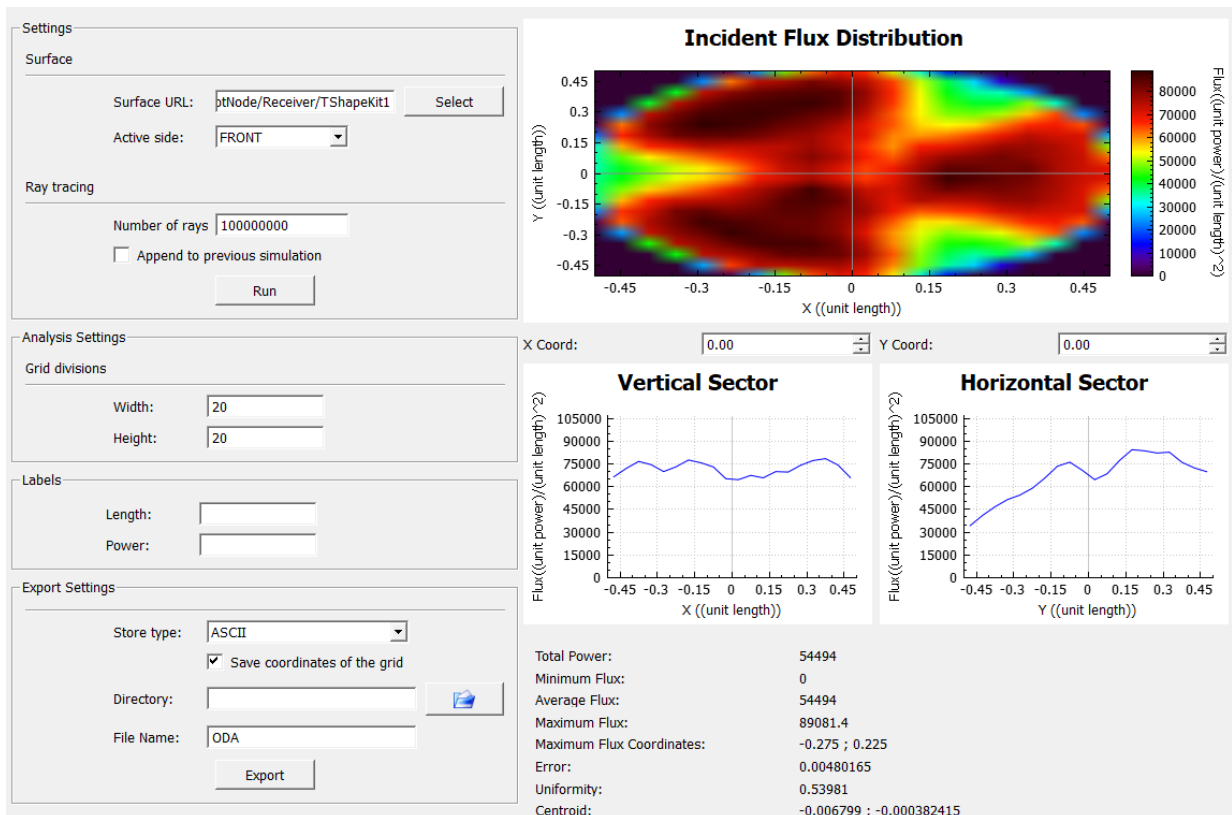 Settings
Surface
Surface URL: otNode/Receiver/TShapeKit1 Select
Active side: FRONT
Ray tracing
Number of rays 100000000
Append to previous simulation
Run
Analysis Settings
Grid divisions
Width: 20
Height: 20
Labels
Length:
Power:
Export Settings
Store type: ASCII
Save coordinates of the grid
Directory:
File Name: ODA
Export
Incident Flux Distribution
Y ((unit length))
0.45
0.3
0.15
0
-0.15
-0.3
-0.45
-0.45 -0.3 -0.15 0 0.15 0.3 0.45
X ((unit length))
80000
70000
60000
50000
40000
30000
20000
10000
0
Flux((unit power)/(unit length)^2))
X Coord: 0.00 Y Coord: 0.00
Vertical Sector
Flux((unit power)/(unit length)^2)
105000
90000
75000
60000
45000
30000
15000
0
-0.45 -0.3 -0.15 0 0.15 0.3 0.45
X ((unit length))
Horizontal Sector
Flux((unit power)/(unit length)^2)
105000
90000
75000
60000
45000
30000
15000
0
-0.45 -0.3 -0.15 0 0.15 0.3 0.45
Y ((unit length))
Total Power: 54494
Minimum Flux: 0
Average Flux: 54494
Maximum Flux: 89081.4
Maximum Flux Coordinates: -0.275 ; 0.225
Error: 0.00480165
Uniformity: 0.53981
Centroid: -0.006799 ; -0.000382415